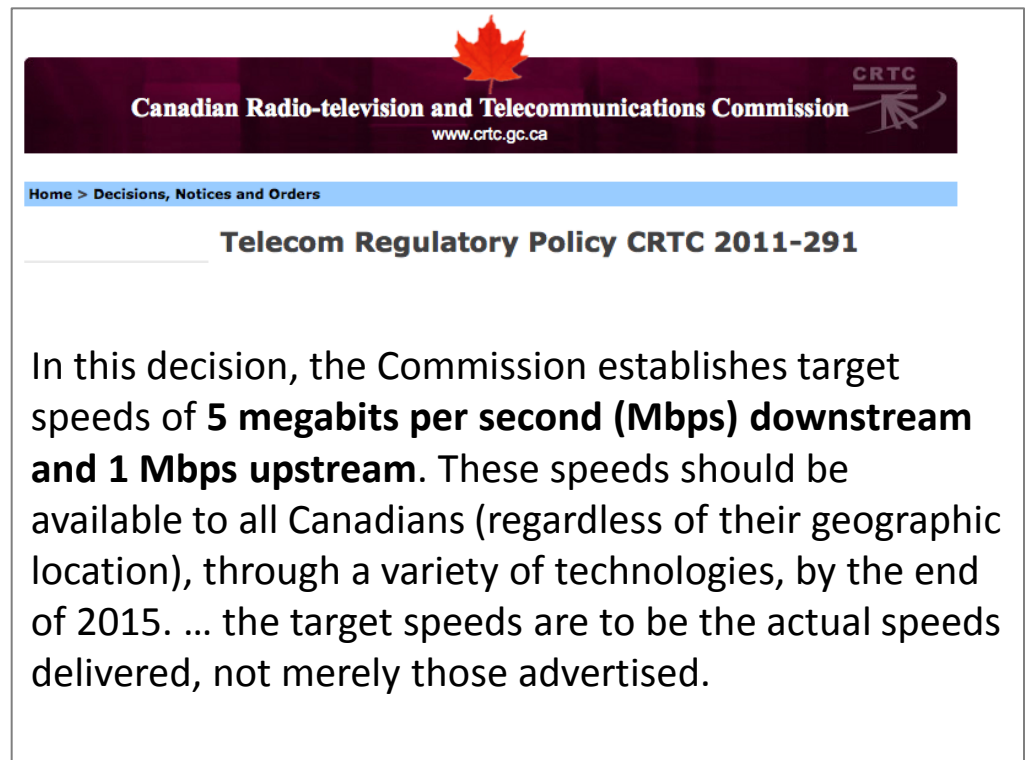 CRTC
Canadian Radio-television and Telecommunications Commission
www.crtc.gc.ca
Home > Decisions, Notices and Orders
Telecom Regulatory Policy CRTC 2011-291
In this decision, the Commission establishes target
speeds of 5 megabits per second (Mbps) downstream
and 1 Mbps upstream. These speeds should be
available to all Canadians (regardless of their geographic
location), through a variety of technologies, by the end
of 2015. … the target speeds are to be the actual speeds
delivered, not merely those advertised.